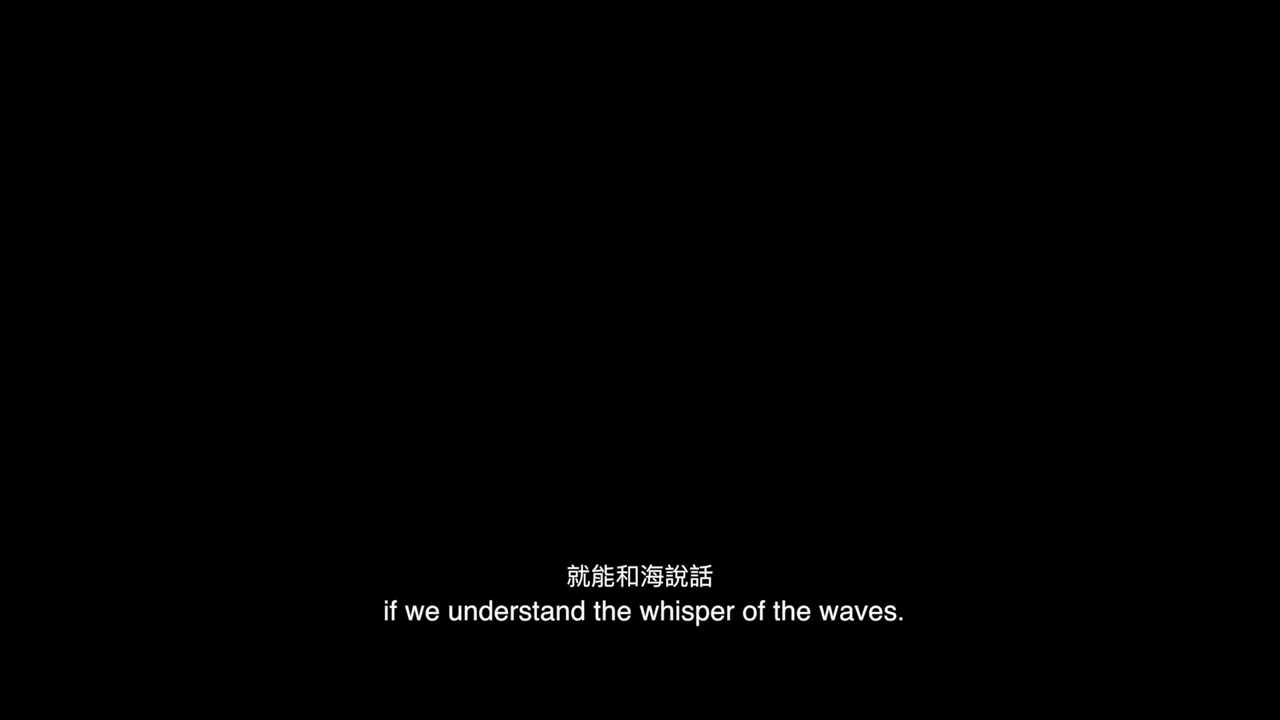 就能和海說話
if we understand the whisper of the waves.